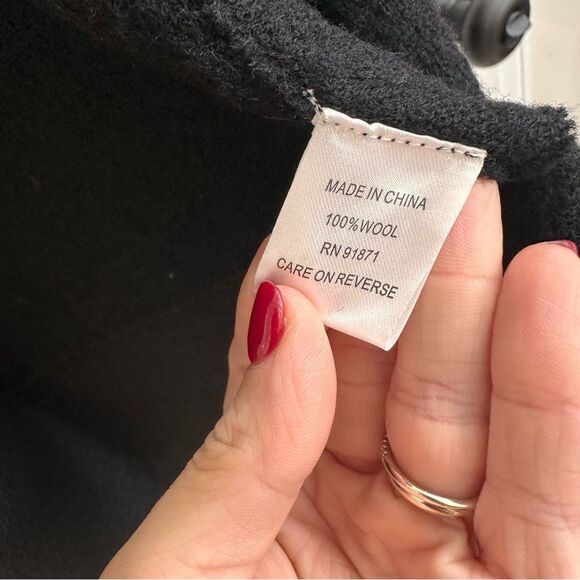 MADE IN CHINA
100%WOOL
RN 91871
CARE ON REVERSE